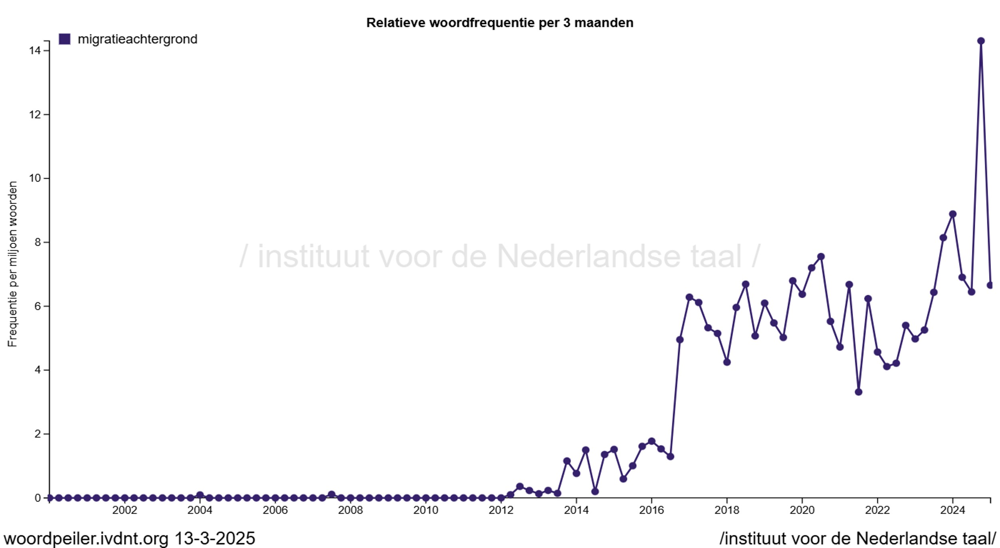 Relatieve woordfrequentie per 3 maanden
migratieachtergrond
14
12
10
8
6
4
2
0
Frequentie per miljoen woorden
/ instituut voor de Nederlandse taal /
2002 2004 2006 2008 2010 2012 2014 2016 2018 2020 2022 2024
woordpeiler.ivdnt.org 13-3-2025
/instituut voor de Nederlandse taal/